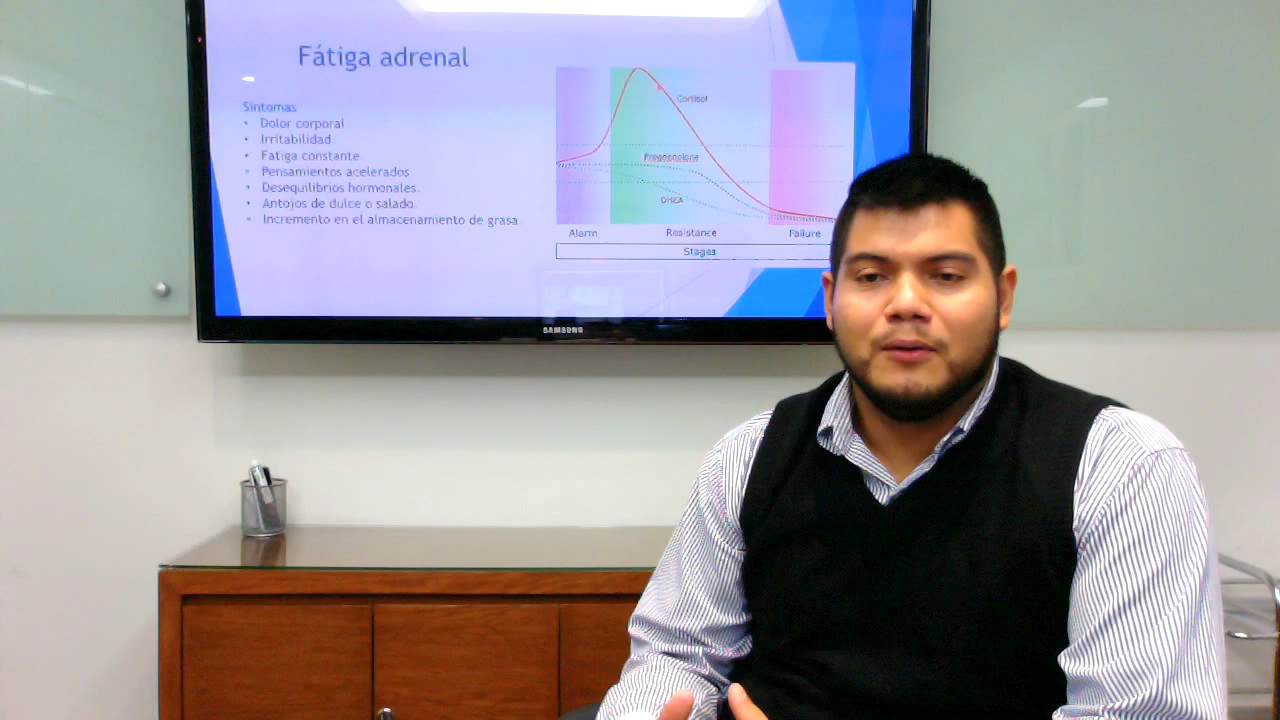 Fátiga adrenal
Síntomas
• Dolor corporal
• Irritabilidad
• Fatiga constante
• Pensamientos acelerados
• Desequilibrios hormonales.
• Antojos de dulce o salado.
• Incremento en el almacenamiento de grasa
Cortisol
Pregnenolone
DHEA
Alarm
Resistance
Failure
Stages
SAMSUNG